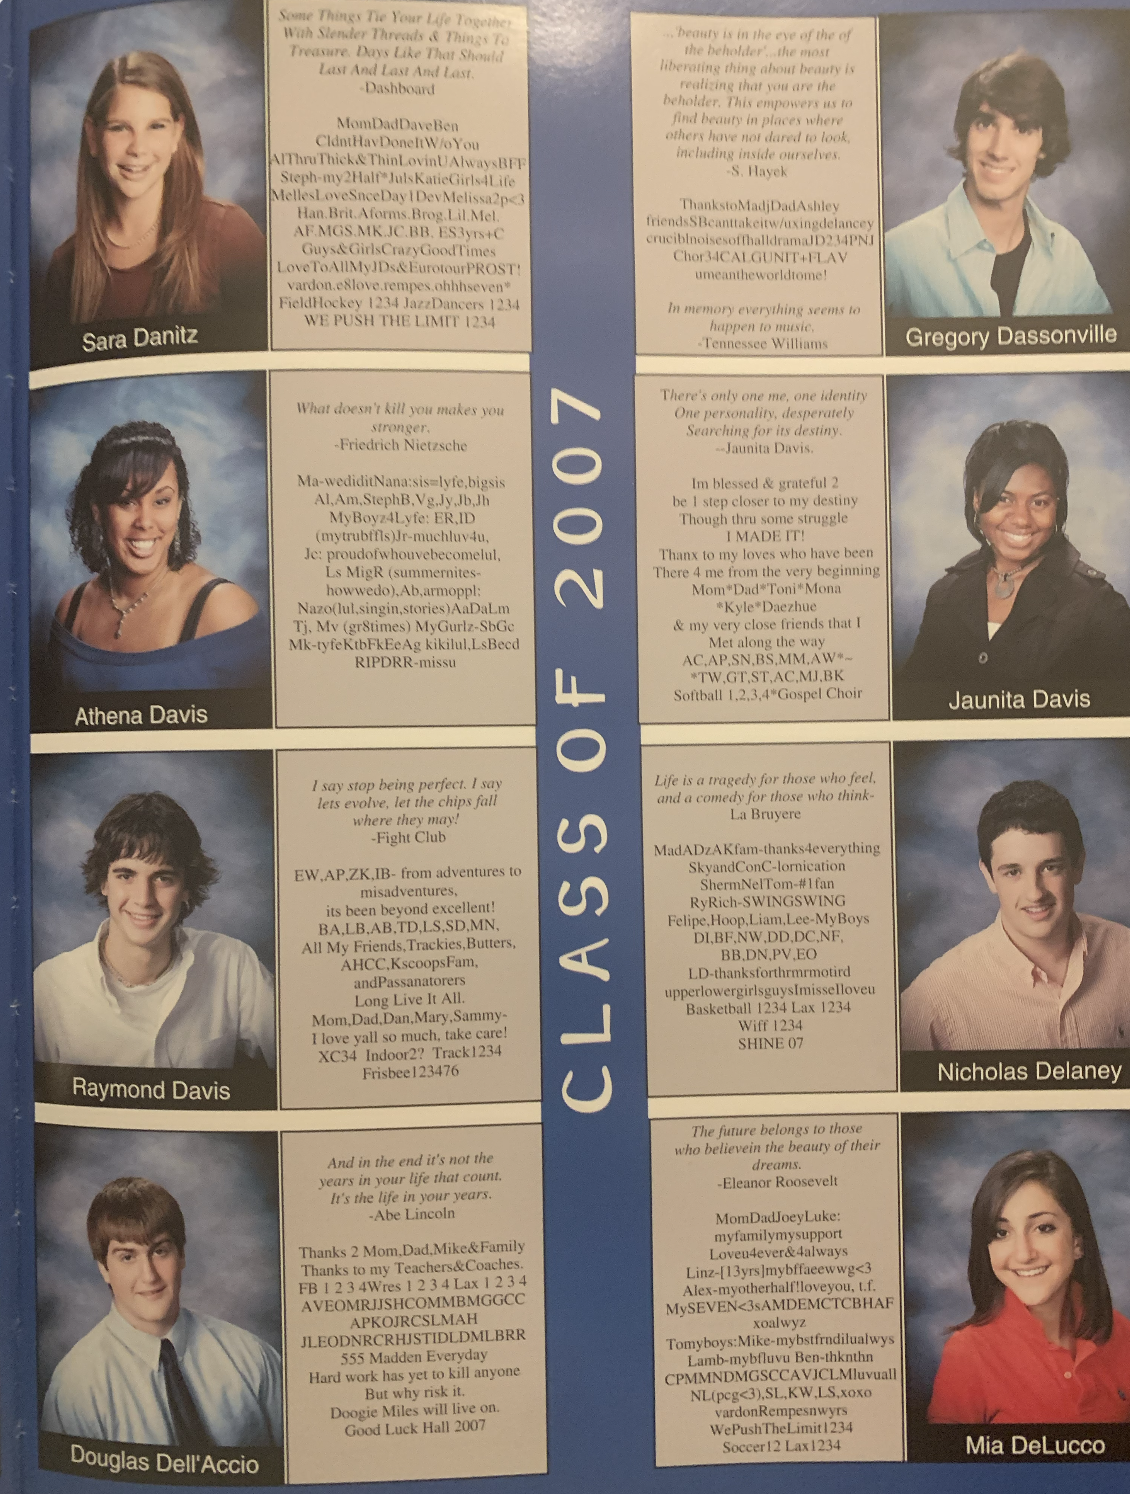 Some Things Tie Your Life Together
With Slender Threads & Things To
Treasure. Days Like That Should
Last And Last And Last.
-Dashboard
MomDadDaveBen
CldntHavDoneItW/oYou
AlThruThick&ThinLovinUAlwaysBFF
Steph-my2Half*JulsKatieGirls4Life
MellesLoveSnceDay1DevMelissa2p<3
Han.Brit.Aforms.Brog.Lil.Mel.
AF.MGS.MK.JC.BB. ES3yrs+C
Guys&GirlsCrazyGoodTimes
LoveToAllMyJDs&EurotourPROST!
vardon.e8love.rempes.ohhhseven*
FieldHockey 1234 JazzDancers 1234
WE PUSH THE LIMIT 1234
Sara Danitz
What doesn't kill you makes you
stronger.
-Friedrich Nietzsche
Ma-wediditNana:sis=lyfe,bigsis
Al,Am,StephB,Vg,Jy,Jb,Jh
MyBoyz4Lyfe: ER,ID
(mytrubffls)Jr-muchluv4u,
Jc: proudofwhouvebecomelul,
Ls MigR (summernites-
howwedo),Ab,armoppl:
Nazo(lul,singin,stories)AaDaLm
Tj, Mv (gr8times) MyGurlz-SbGc
Mk-tyfeKtbFkEeAg kikilul,LsBecd
RIPDRR-missu
Athena Davis
I say stop being perfect. I say
lets evolve, let the chips fall
where they may!
-Fight Club
EW,AP,ZK,IB- from adventures to
misadventures,
its been beyond excellent!
BA,LB,AB,TD,LS,SD,MN,
All My Friends,Trackies,Butters,
AHCC,KscoopsFam,
andPassanatorers
Long Live It All.
Mom,Dad,Dan,Mary,Sammy-
I love yall so much, take care!
XC34 Indoor2? Track1234
Frisbee123476
Raymond Davis
And in the end it's not the
years in your life that count.
It's the life in your years.
-Abe Lincoln
Thanks 2 Mom,Dad,Mike&Family
Thanks to my Teachers&Coaches.
FB 1 2 3 4Wres 1 2 3 4 Lax 1 2 3 4
AVEOMRJJSHCOMMBMGGCC
APKOJRCSLMAH
JLEODNRCRHJSTIDLDMLBRR
555 Madden Everyday
Hard work has yet to kill anyone
But why risk it.
Doogie Miles will live on.
Good Luck Hall 2007
Douglas Dell'Accio
CLASS OF 2007
...'beauty is in the eye of the of
the beholder'...the most
liberating thing about beauty is
realizing that you are the
beholder. This empowers us to
find beauty in places where
others have not dared to look,
including inside ourselves.
-S. Hayek
ThankstoMadjDadAshley
friendsSBcanttakeitw/uxingdelancey
cruciblnoisesoffballdramaJD234PNJ
Chor34CALGUNIT+FLAV
umeantheworldtome!
In memory everything seems to
happen to music.
-Tennessee Williams
Gregory Dassonville
There's only one me, one identity
One personality, desperately
Searching for its destiny.
--Jaunita Davis.
Im blessed & grateful 2
be 1 step closer to my destiny
Though thru some struggle
I MADE IT!
Thanx to my loves who have been
There 4 me from the very beginning
Mom*Dad*Toni*Mona
*Kyle*Daezhue
& my very close friends that I
Met along the way
AC,AP,SN,BS,MM,AW*~
*TW,GT,ST,AC,MJ,BK
Softball 1,2,3,4*Gospel Choir
Jaunita Davis
Life is a tragedy for those who feel,
and a comedy for those who think-
La Bruyere
MadADzAKfam-thanks4everything
SkyandConC-lornication
ShermNelTom-#1fan
RyRich-SWINGSWING
Felipe,Hoop,Liam,Lee-MyBoys
DI,BF,NW,DD,DC,NF,
BB,DN,PV,EO
LD-thanksforthrmrmotird
upperlowergirlsguysImisseIloveu
Basketball 1234 Lax 1234
Wiff 1234
SHINE 07
Nicholas Delaney
The future belongs to those
who believein the beauty of their
dreams.
-Eleanor Roosevelt
MomDadJoeyLuke:
myfamilymysupport
Loveu4ever&4always
Linz-[13yrs]mybffaeewwg<3
Alex-myotherhalf!loveyou, t.f.
MySEVEN<3sAMDEMCTCBHAF
xoalwyz
Tomyboys:Mike-mybstfrndilualwys
Lamb-mybfluvu Ben-thknthn
CPMMNDMGSCCAVJCLMluvuall
NL(pcg<3),SL,KW,LS,xoxo
vardonRempesnwyrs
WePushTheLimit1234
Soccer12 Lax1234
Mia DeLucco